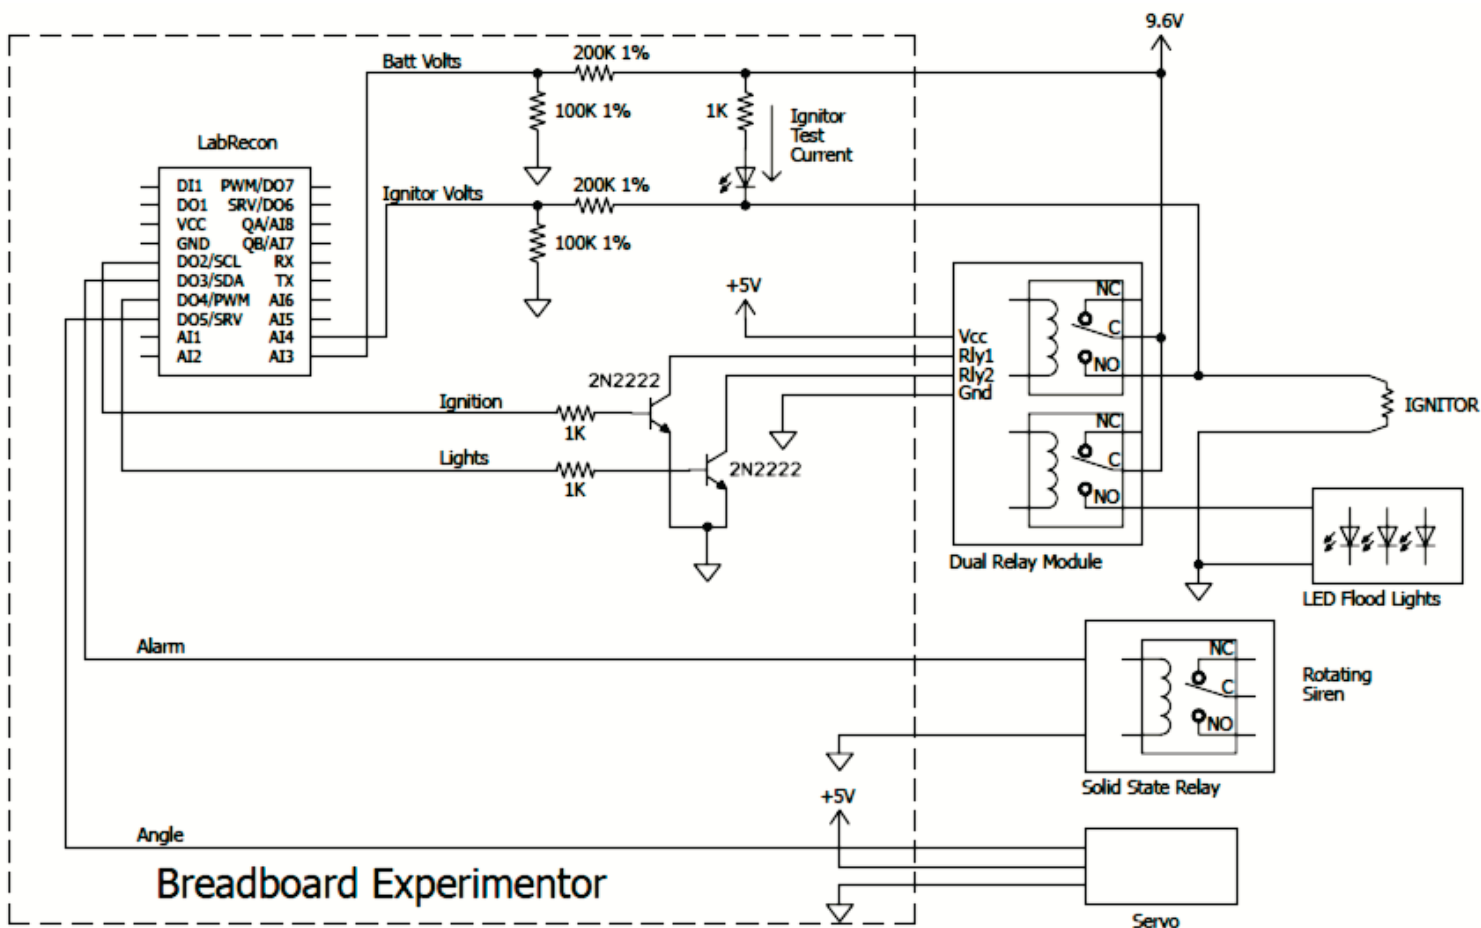 9.6V
Batt Volts
200K 1%
100K 1%
1K
Ignitor
Test
Current
LabRecon
DI1 PWM/DO7
DO1 SRV/DO6
VCC QA/AI8
GND QB/AI7
DO2/SCL RX
DO3/SDA TX
DO4/PWM AI6
DO5/SRV AI5
AI1 AI4
AI2 AI3
Ignitor Volts
200K 1%
100K 1%
+5V
Vcc
Rly1
Rly2
Gnd
NC
C
NO
NC
C
NO
Dual Relay Module
IGNITOR
2N2222
Ignition
1K
Lights
1K
2N2222
LED Flood Lights
Alarm
NC
C
NO
Rotating
Siren
Solid State Relay
+5V
Angle
Breadboard Experimentor
Servo